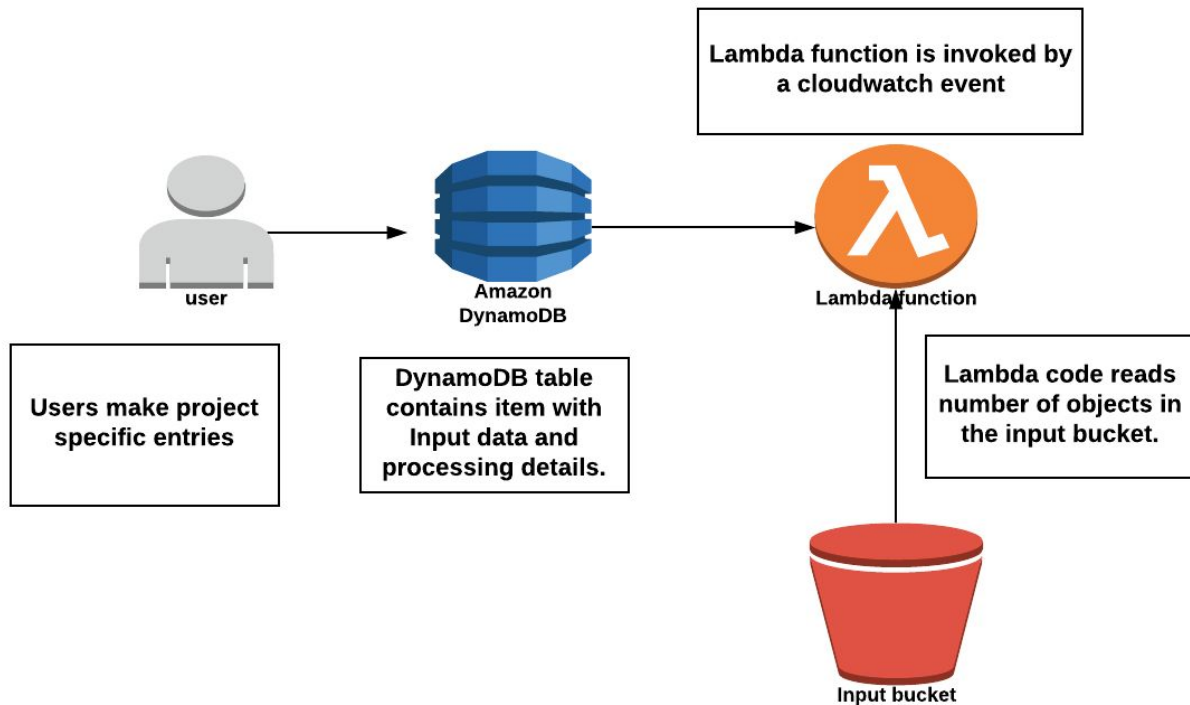 Lambda function is invoked by
a cloudwatch event
user
Amazon
DynamoDB
Lambda function
Users make project
specific entries
DynamoDB table
contains item with
Input data and
processing details.
Lambda code reads
number of objects in
the input bucket.
Input bucket